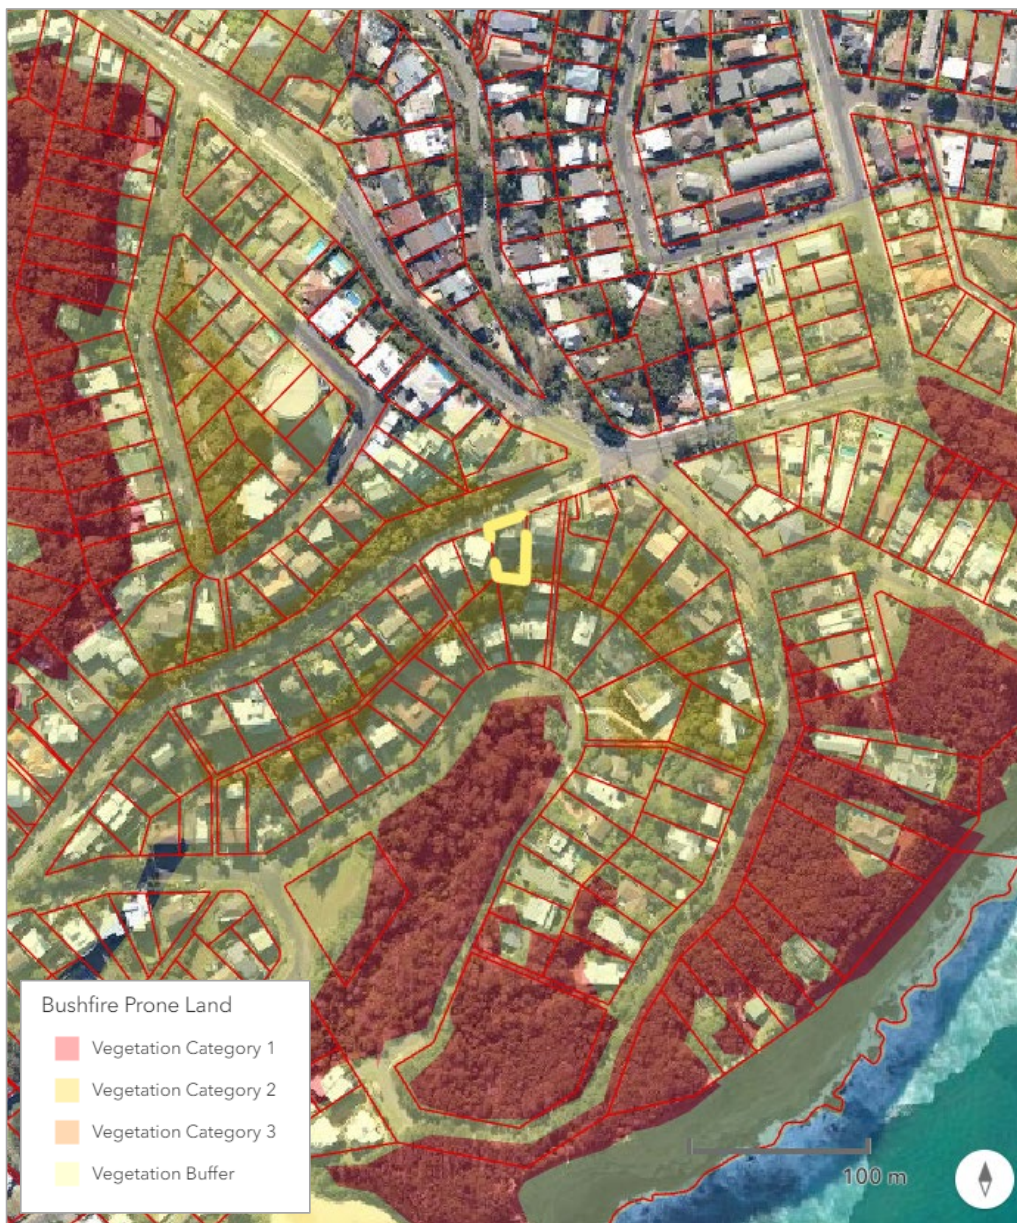 Bushfire Prone Land
Vegetation Category 1
Vegetation Category 2
Vegetation Category 3
Vegetation Buffer
100 m